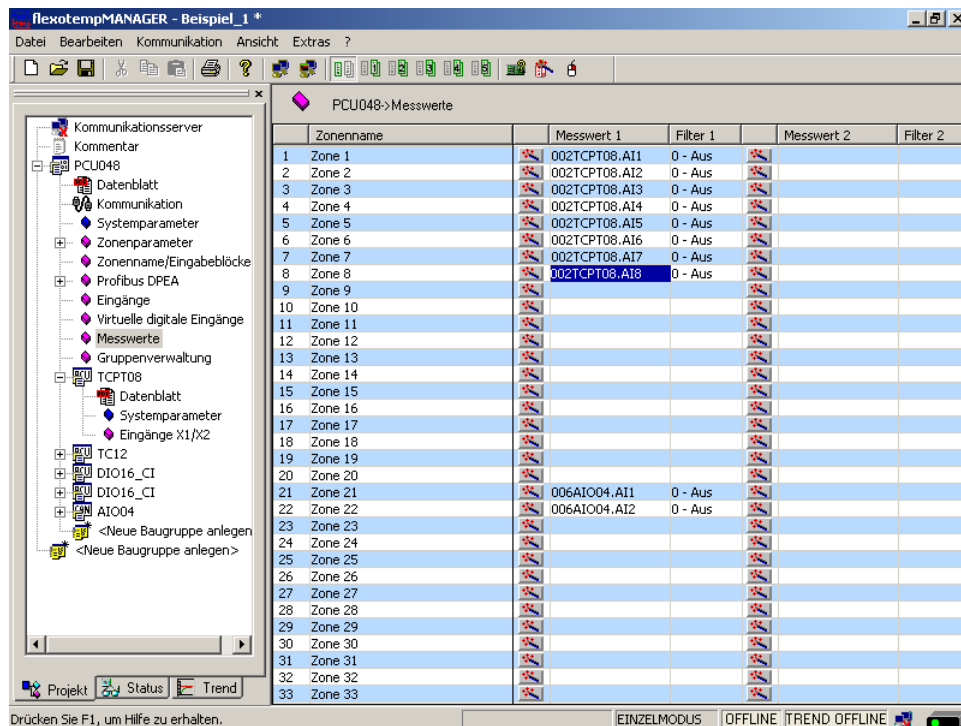 flexotempMANAGER - Beispiel_1 *
Datei Bearbeiten Kommunikation Ansicht Extras ?
PCU048->Messwerte
Kommunikationsserver
Kommentar
PCU048
Datenblatt
Kommunikation
Systemparameter
Zonenparameter
Zonenname/Eingabeblöcke
Profibus DPEA
Eingänge
Virtuelle digitale Eingänge
Messwerte
Gruppenverwaltung
TCPT08
Datenblatt
Systemparameter
Eingänge X1/X2
TC12
DIO16_CI
DIO16_CI
AIO04
<Neue Baugruppe anlegen
<Neue Baugruppe anlegen>
Projekt Status Trend
Zonenname Messwert 1 Filter 1 Messwert 2 Filter 2
1 Zone 1 002TCPT08.AI1 0 - Aus
2 Zone 2 002TCPT08.AI2 0 - Aus
3 Zone 3 002TCPT08.AI3 0 - Aus
4 Zone 4 002TCPT08.AI4 0 - Aus
5 Zone 5 002TCPT08.AI5 0 - Aus
6 Zone 6 002TCPT08.AI6 0 - Aus
7 Zone 7 002TCPT08.AI7 0 - Aus
8 Zone 8 002TCPT08.AI8 0 - Aus
9 Zone 9
10 Zone 10
11 Zone 11
12 Zone 12
13 Zone 13
14 Zone 14
15 Zone 15
16 Zone 16
17 Zone 17
18 Zone 18
19 Zone 19
20 Zone 20
21 Zone 21 006AIO04.AI1 0 - Aus
22 Zone 22 006AIO04.AI2 0 - Aus
23 Zone 23
24 Zone 24
25 Zone 25
26 Zone 26
27 Zone 27
28 Zone 28
29 Zone 29
30 Zone 30
31 Zone 31
32 Zone 32
33 Zone 33
Drücken Sie F1, um Hilfe zu erhalten. EINZELMODUS OFFLINE TREND OFFLINE